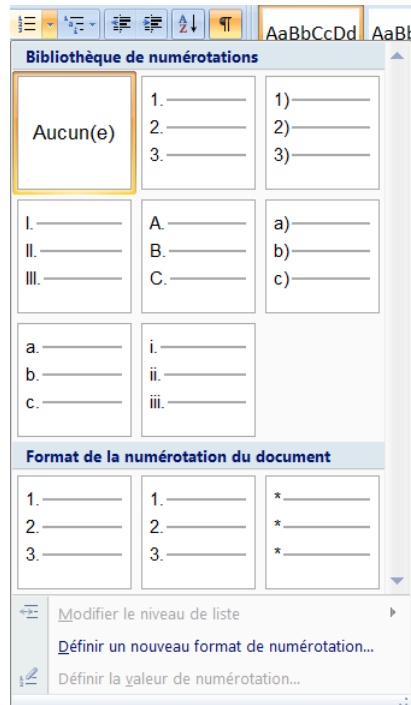 AaBbCcDd AaBb
Bibliothèque de numérotations
Aucun(e)
1.
2.
3.
1)
2)
3)
I.
II.
III.
A.
B.
C.
a)
b)
c)
a.
b.
c.
i.
ii.
iii.
Format de la numérotation du document
1.
2.
3.
1.
2.
3.
*
*
*
Modifier le niveau de liste
Définir un nouveau format de numérotation...
Définir la valeur de numérotation...